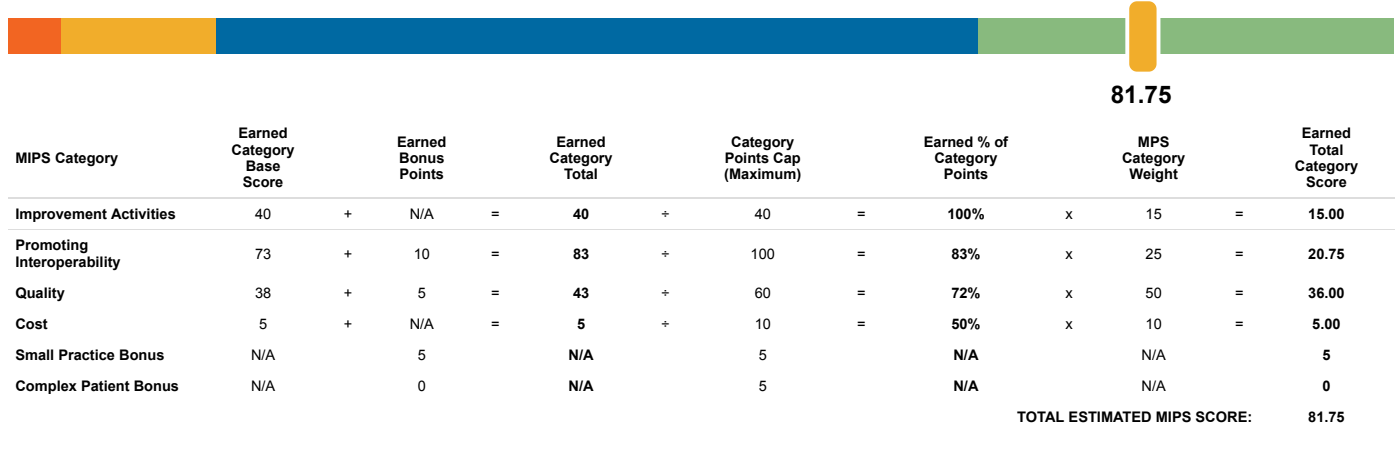 81.75
MIPS Category Earned Category Base Score Earned Bonus Points Earned Category Total Category Points Cap (Maximum) Earned % of Category Points MPS Category Weight Earned Total Category Score
Improvement Activities 40 + N/A = 40 ÷ 40 = 100% x 15 = 15.00
Promoting Interoperability 73 + 10 = 83 ÷ 100 = 83% x 25 = 20.75
Quality 38 + 5 = 43 ÷ 60 = 72% x 50 = 36.00
Cost 5 + N/A = 5 ÷ 10 = 50% x 10 = 5.00
Small Practice Bonus N/A 5 N/A 5 N/A N/A 5
Complex Patient Bonus N/A 0 N/A 5 N/A N/A 0
TOTAL ESTIMATED MIPS SCORE: 81.75